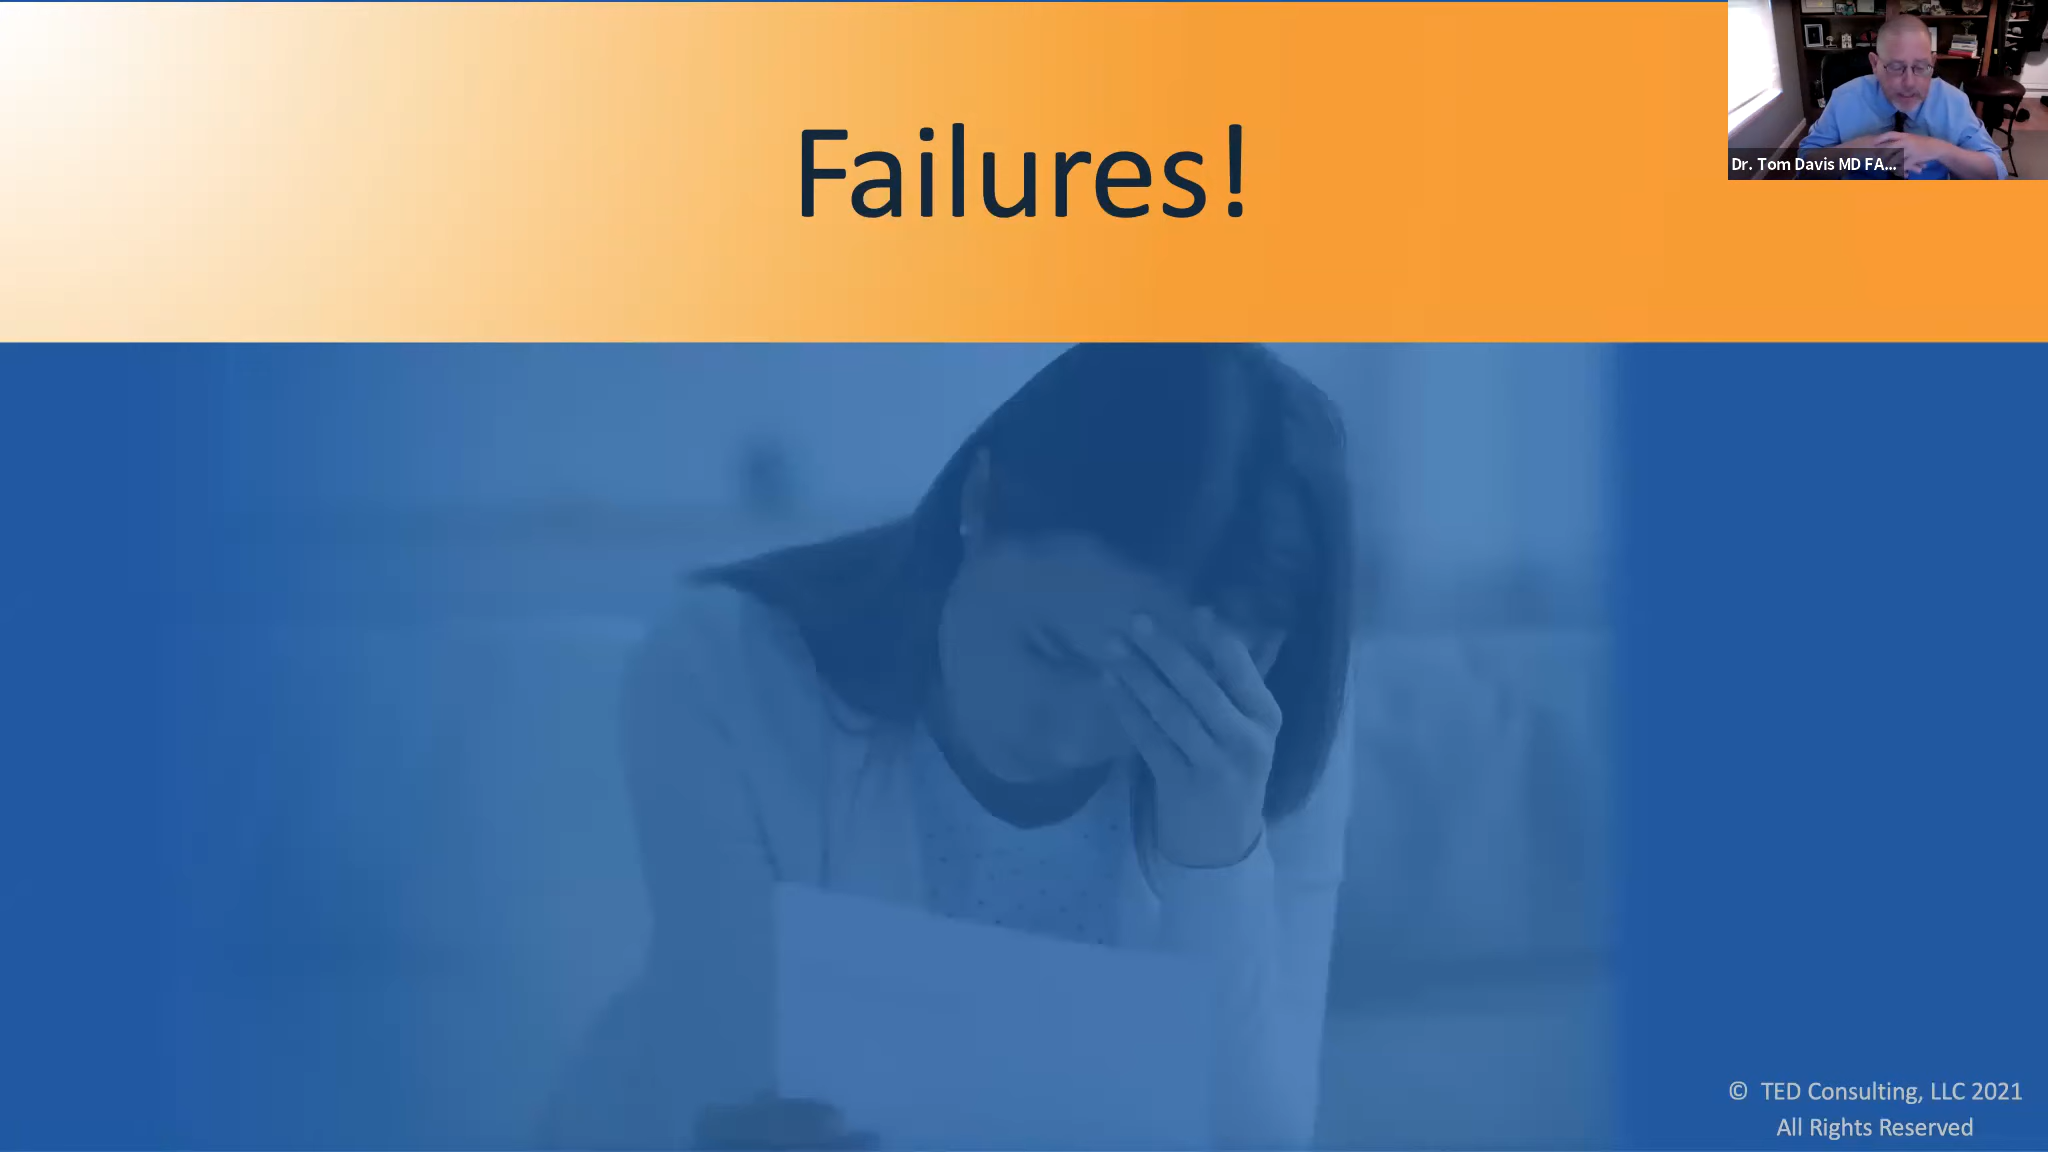 Failures!
Dr. Tom Davis MD FA...
© TED Consulting, LLC 2021
All Rights Reserved